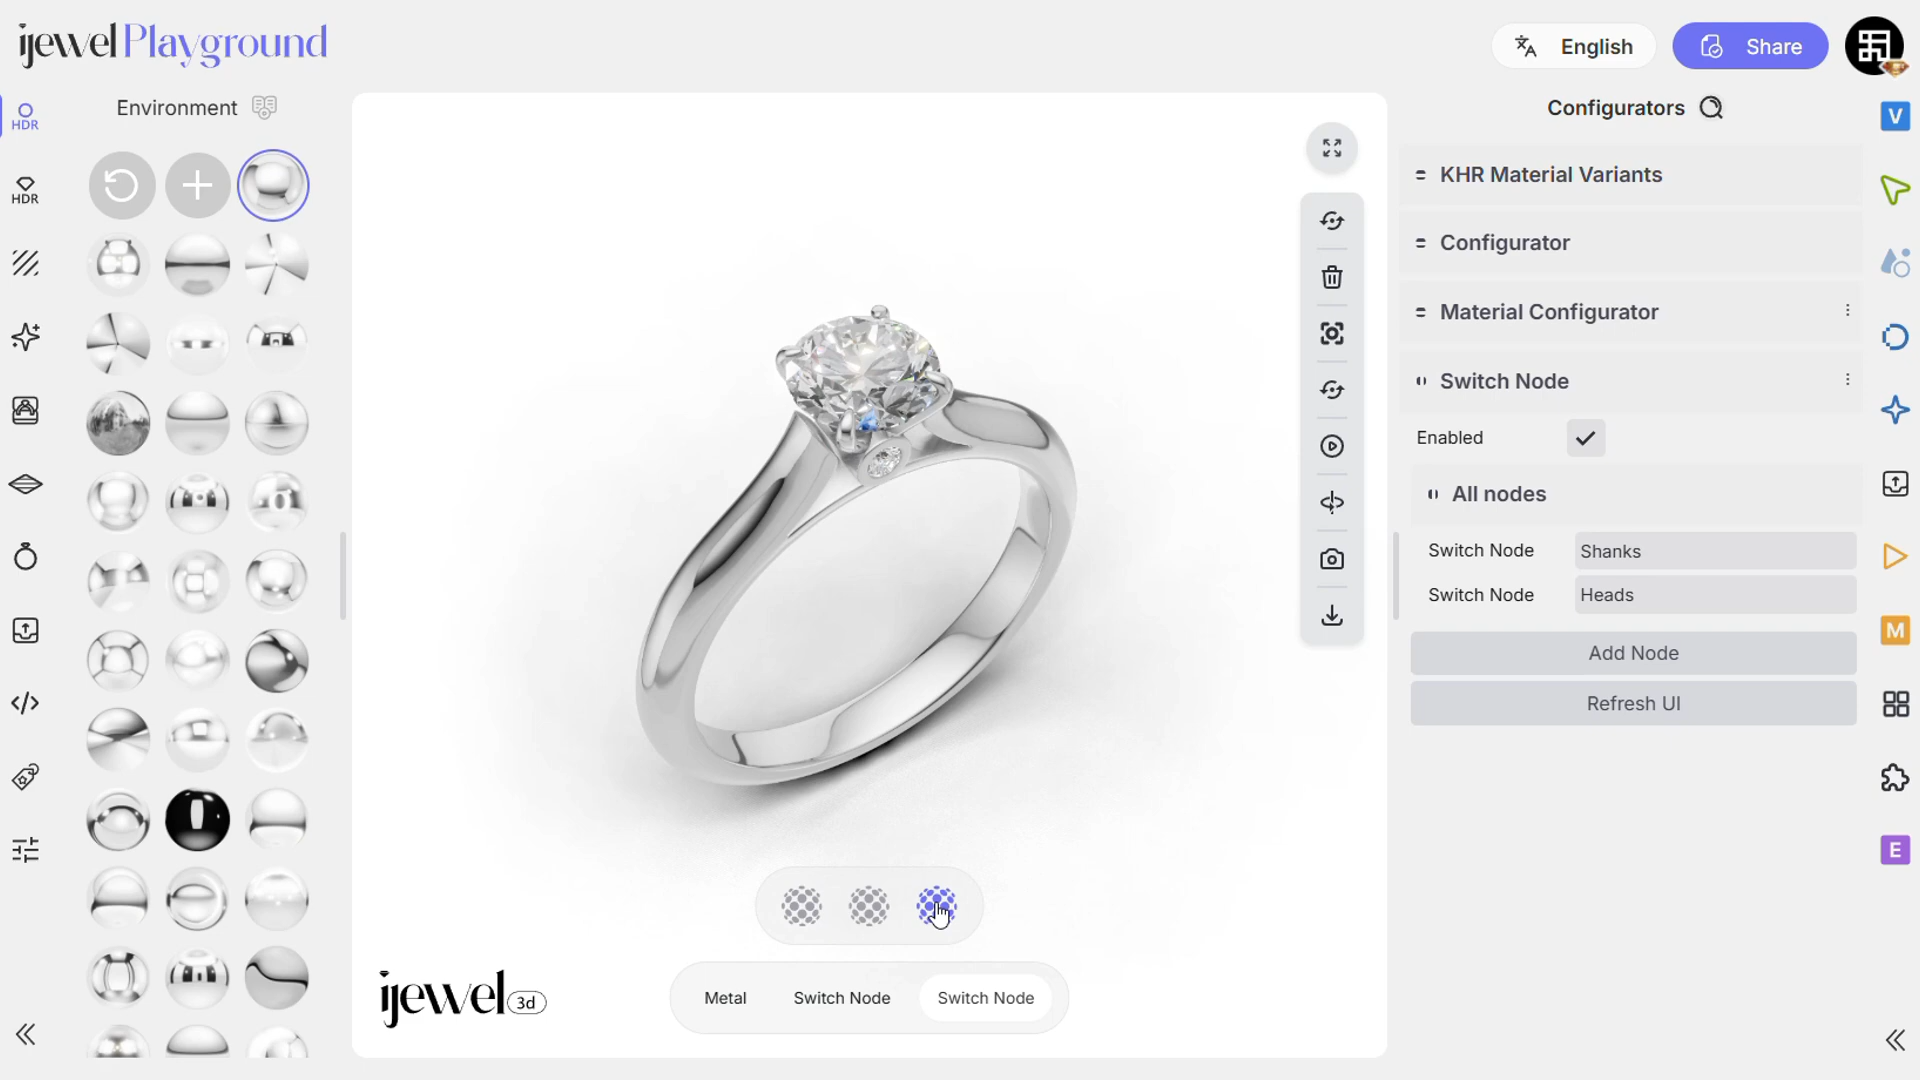 ijewel Playground
English
Share
HDR
HDR
Environment
Configurators
KHR Material Variants
Configurator
Material Configurator
Switch Node
Enabled
All nodes
Switch Node Shanks
Switch Node Heads
Add Node
Refresh UI
V
M
E
ijewel 3d
Metal Switch Node Switch Node